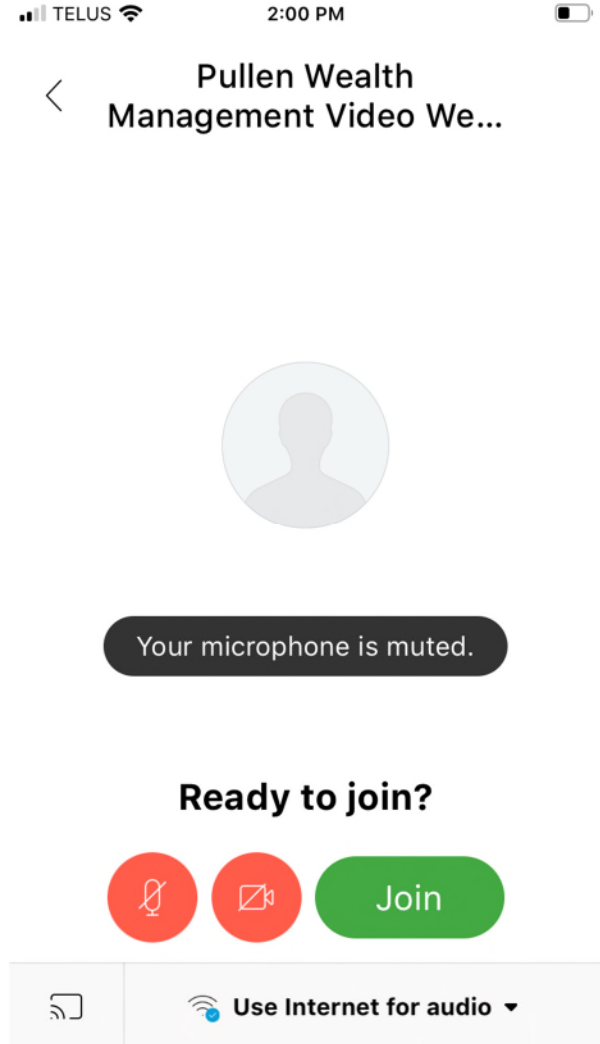 TELUS 2:00 PM
Pullen Wealth
Management Video We...
Your microphone is muted.
Ready to join?
Join
Use Internet for audio